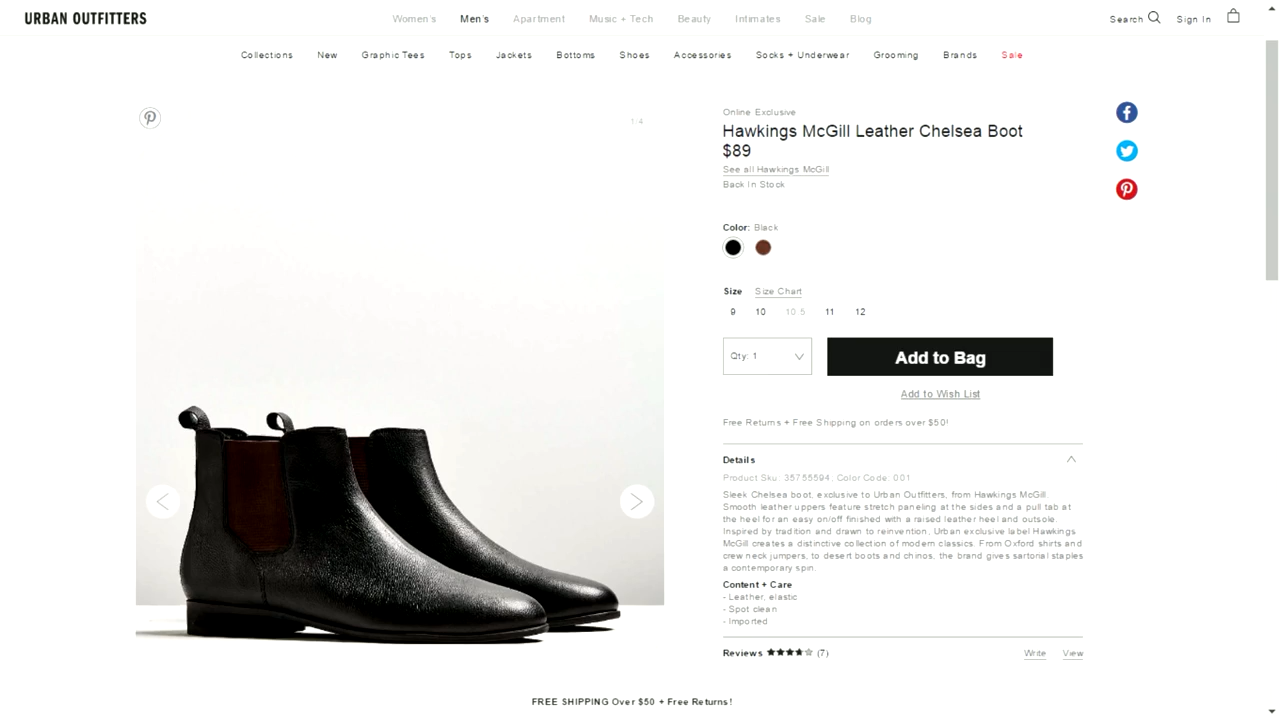 URBAN OUTFITTERS
Women's Men's Apartment Music + Tech Beauty Intimates Sale Blog
Search Sign In
Collections New Graphic Tees Tops Jackets Bottoms Shoes Accessories Socks + Underwear Grooming Brands Sale
1-4
Online Exclusive
Hawkings McGill Leather Chelsea Boot
$89
See all Hawkings McGill
Back In Stock
Color: Black
Size Size Chart
9 10 10.5 11 12
Qty: 1
Add to Bag
Add to Wish List
Free Returns + Free Shipping on orders over $50!
Details
Product Sku: 35755594; Color Code: 001
Sleek Chelsea boot, exclusive to Urban Outfitters, from Hawkings McGill.
Smooth leather uppers feature stretch paneling at the sides and a pull tab at
the heel for an easy on/off finished with a raised leather heel and outsole.
Inspired by tradition and drawn to reinvention, Urban exclusive label Hawkings
McGill creates a distinctive collection of modern classics. From Oxford shirts and
crew neck jumpers, to desert boots and chinos, the brand gives sartorial staples
a contemporary spin.
Content + Care
- Leather, elastic
- Spot clean
- Imported
Reviews (7)
Write View
FREE SHIPPING Over $50 + Free Returns!